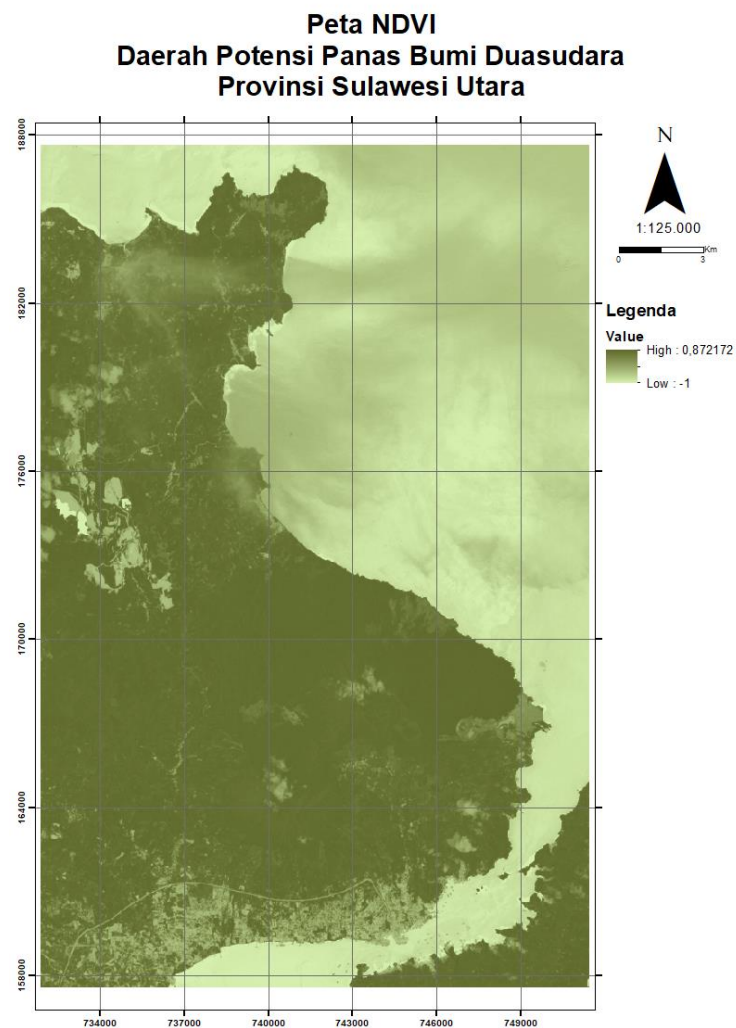 Peta NDVI
Daerah Potensi Panas Bumi Duasudara
Provinsi Sulawesi Utara
N
1:125.000
Km
0 3
Legenda
Value
High : 0,872172
Low : -1
188000
182000
176000
170000
164000
158000
734000 737000 740000 743000 746000 749000